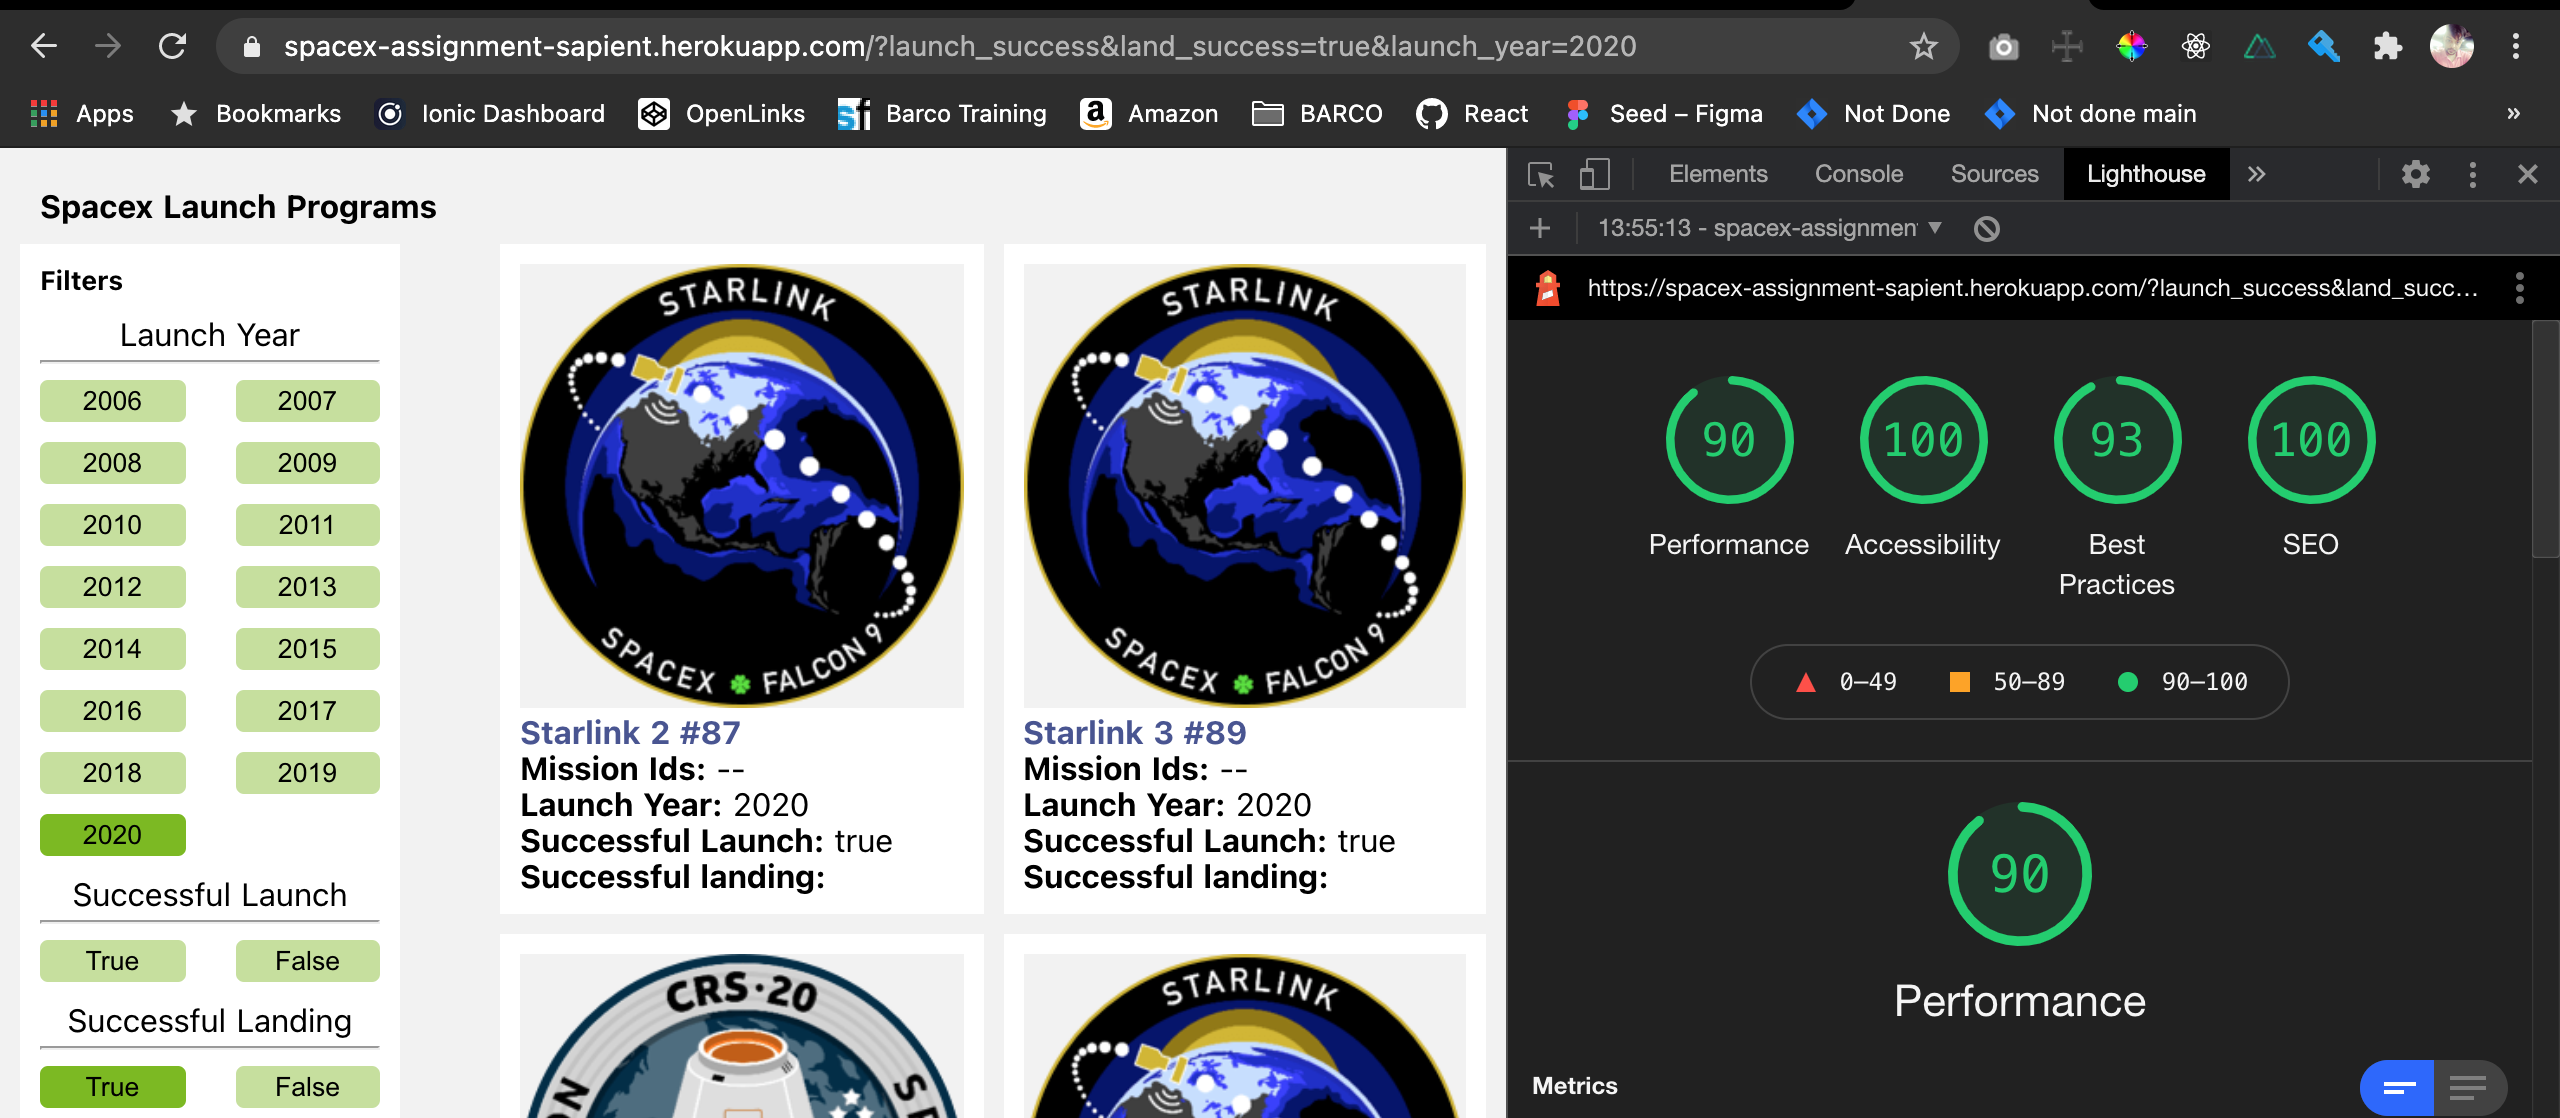 spacex-assignment-sapient.herokuapp.com/?launch_success&land_success=true&launch_year=2020
Apps Bookmarks Ionic Dashboard OpenLinks Barco Training Amazon BARCO React Seed – Figma Not Done Not done main »
Spacex Launch Programs
Filters
Launch Year
2006 2007
2008 2009
2010 2011
2012 2013
2014 2015
2016 2017
2018 2019
2020
Successful Launch
True False
Successful Landing
True False
STARLINK
SPACEX FALCON 9
Starlink 2 #87
Mission Ids: --
Launch Year: 2020
Successful Launch: true
Successful landing:
STARLINK
SPACEX FALCON 9
Starlink 3 #89
Mission Ids: --
Launch Year: 2020
Successful Launch: true
Successful landing:
CRS·20
STARLINK
Elements Console Sources Lighthouse »
13:55:13 - spacex-assignmen
https://spacex-assignment-sapient.herokuapp.com/?launch_success&land_succ...
90 100 93 100
Performance Accessibility Best Practices SEO
0–49 50–89 90–100
90
Performance
Metrics